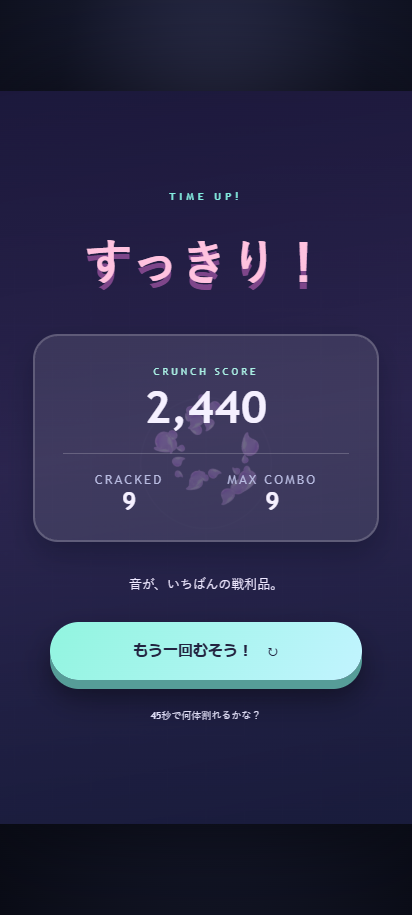 TIME UP!
すっきり！
CRUNCH SCORE
2,440
CRACKED
9
MAX COMBO
9
音が、いちばんの戦利品。
もう一回むそう！ ↻
45秒で何体割れるかな？